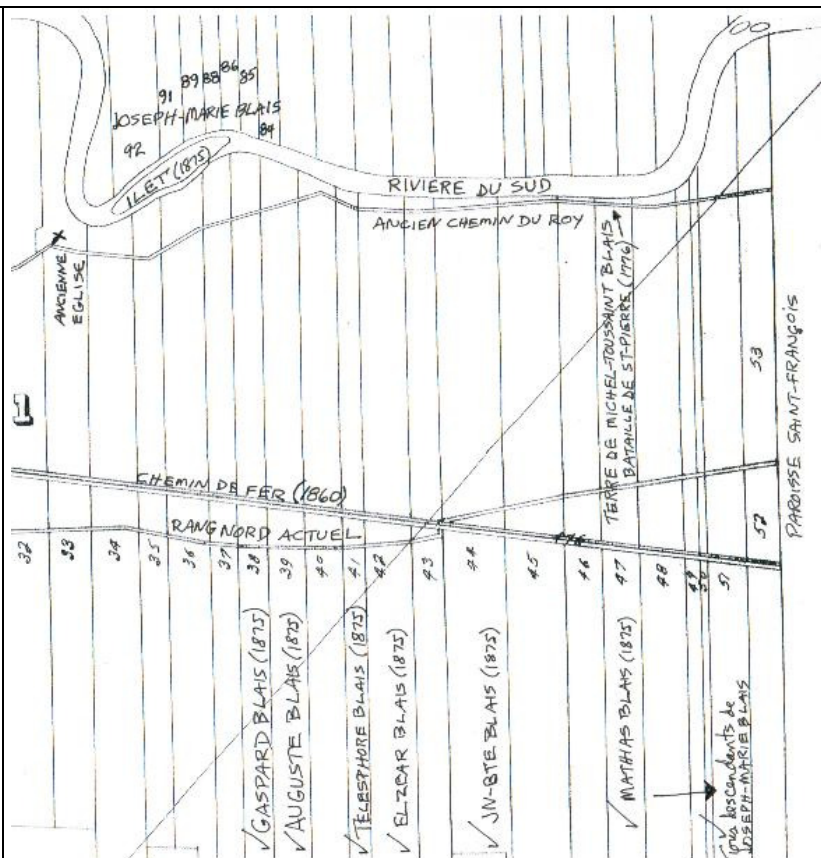 91 89 88 86 85
JOSEPH-MARIE BLAIS
84
92
ILET (1875)
RIVIERE DU SUD
ANCIEN CHEMIN DU ROY
ANCIENNE
EGLISE
TERRE DE MICHEL-TOUSSAINT BLAIS
BATAILLE DE ST-PIERRE (1776)
53
PAROISSE SAINT-FRANÇOIS
1
CHEMIN DE FER (1860)
RANG NORD ACTUEL
52
32 33 34 35 36 37 38 39 40 41 42 43 44 45 46 47 48 49 50 51
GASPARD BLAIS (1875)
AUGUSTE BLAIS (1875)
TELESPHORE BLAIS (1875)
ELZEAR BLAIS (1875)
JN-BTE BLAIS (1875)
MATHIAS BLAIS (1875)
tous descendants de
JOSEPH-MARIE BLAIS